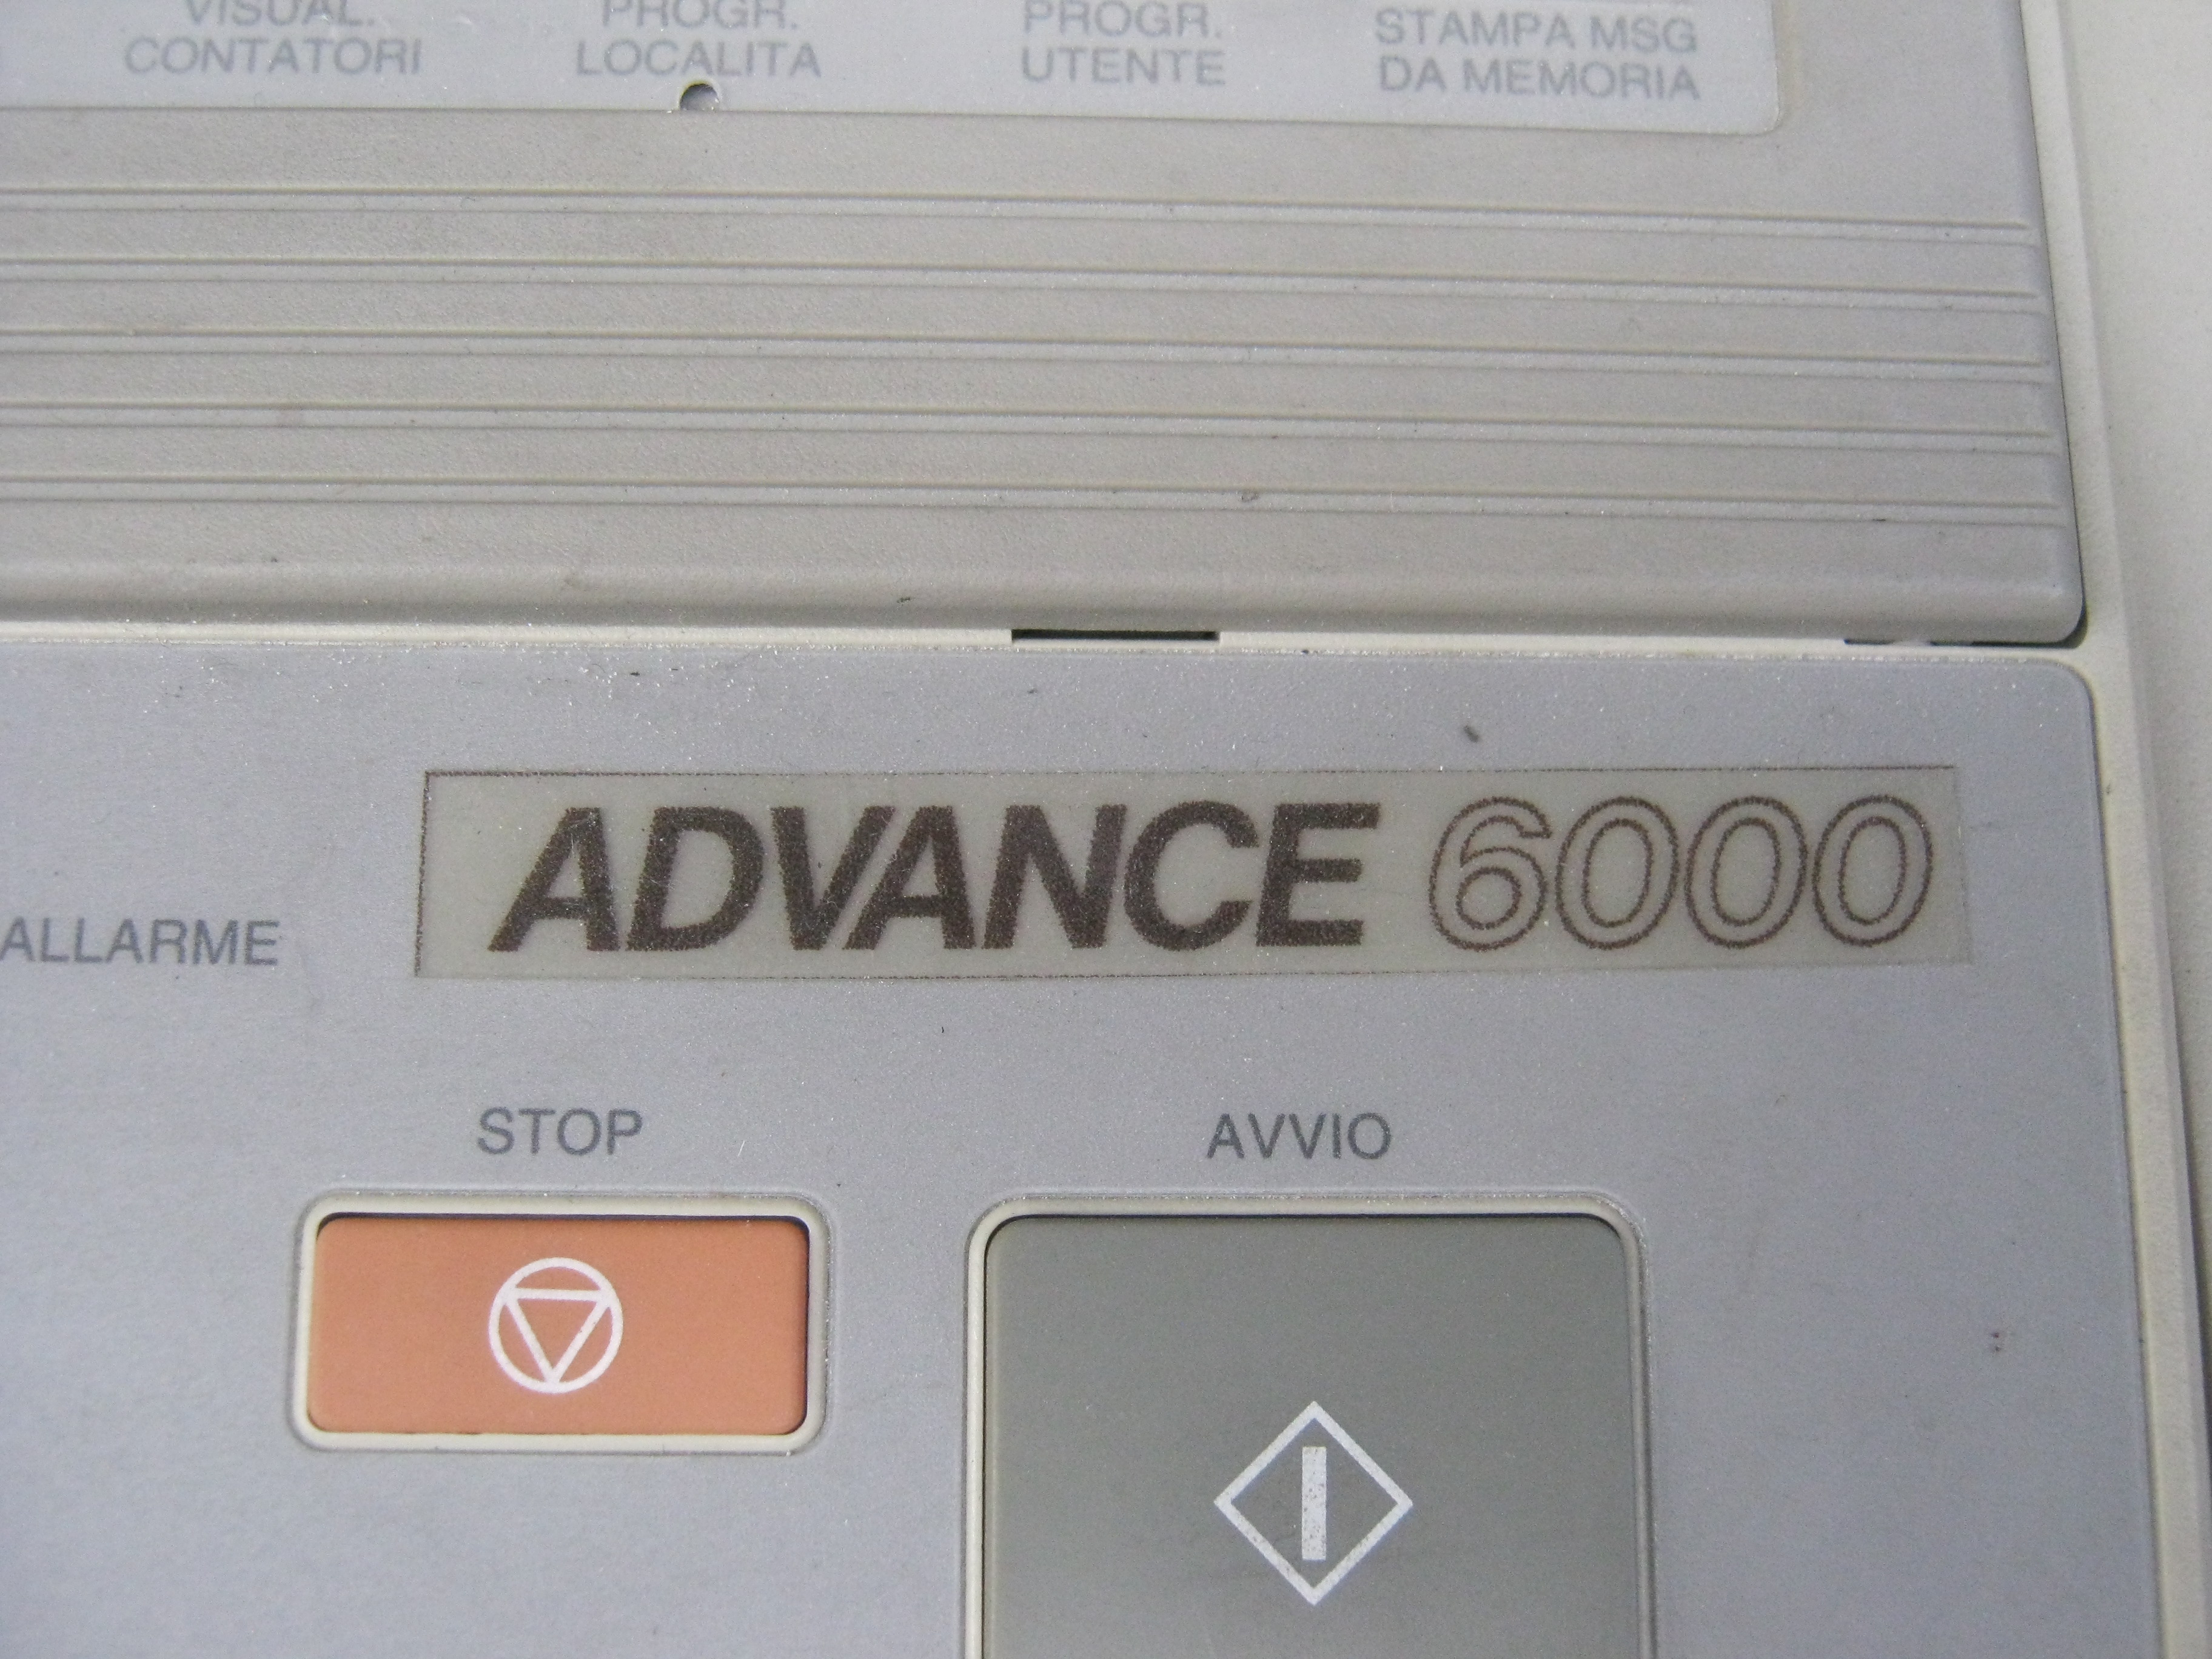 VISUAL. PROGR. PROGR. STAMPA MSG
CONTATORI LOCALITA UTENTE DA MEMORIA
ADVANCE 6000
ALLARME
STOP AVVIO